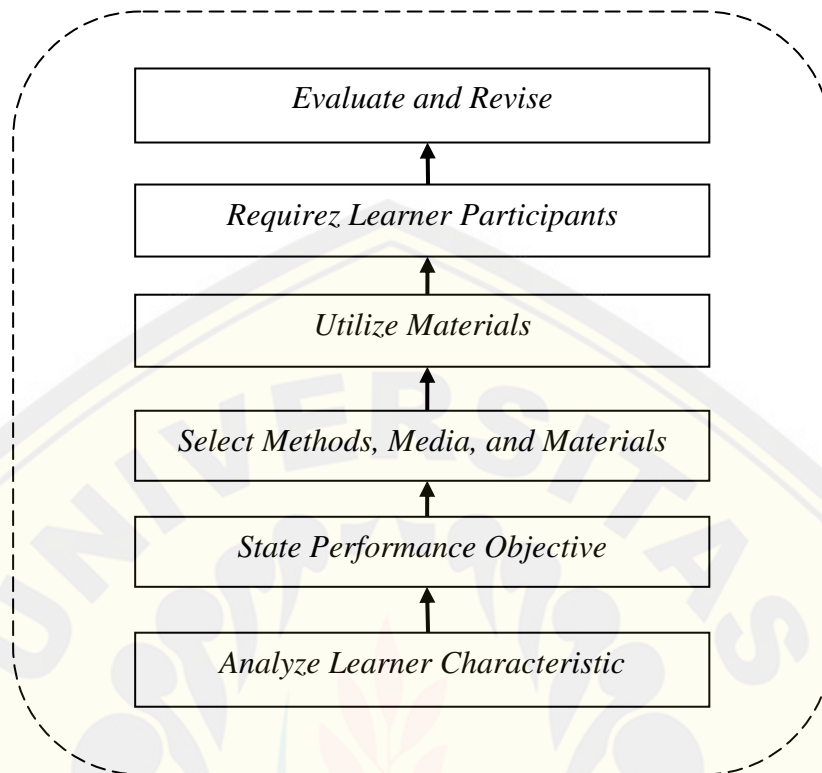 Evaluate and Revise
Requirez Learner Participants
Utilize Materials
Select Methods, Media, and Materials
State Performance Objective
Analyze Learner Characteristic
UNIVERSITAS